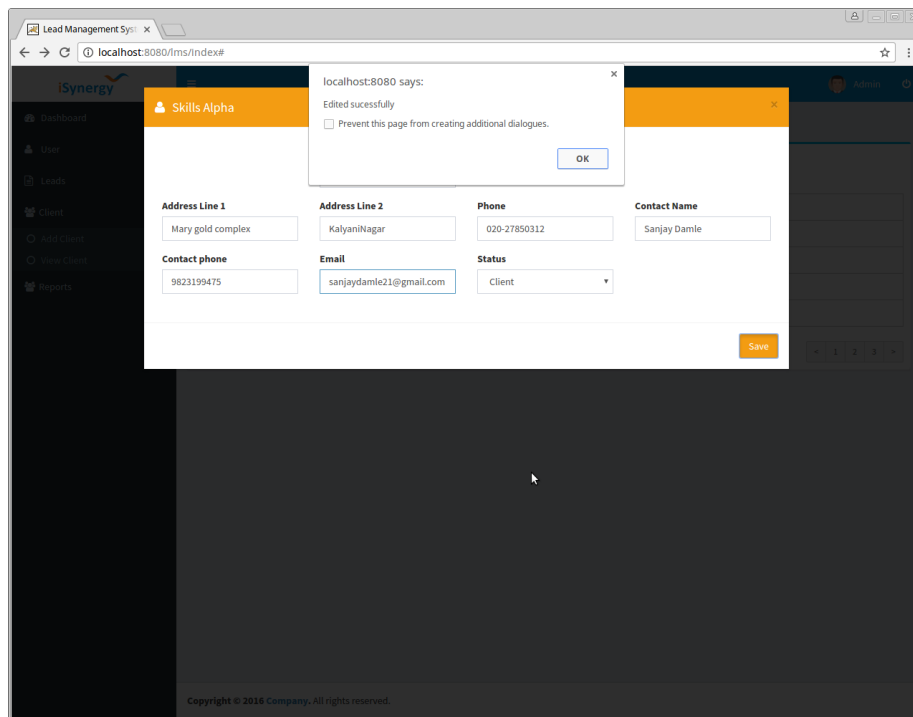 Lead Management Syst
localhost:8080/lms/Index#
iSynergy
Admin
localhost:8080 says:
Edited sucessfully
Prevent this page from creating additional dialogues.
OK
Skills Alpha
Dashboard
User
Leads
Client
Add Client
View Client
Reports
Address Line 1
Address Line 2
Phone
Contact Name
Mary gold complex
KalyaniNagar
020-27850312
Sanjay Damle
Contact phone
Email
Status
9823199475
sanjaydamle21@gmail.com
Client
Save
« 1 2 3 »
Copyright © 2016 Company. All rights reserved.